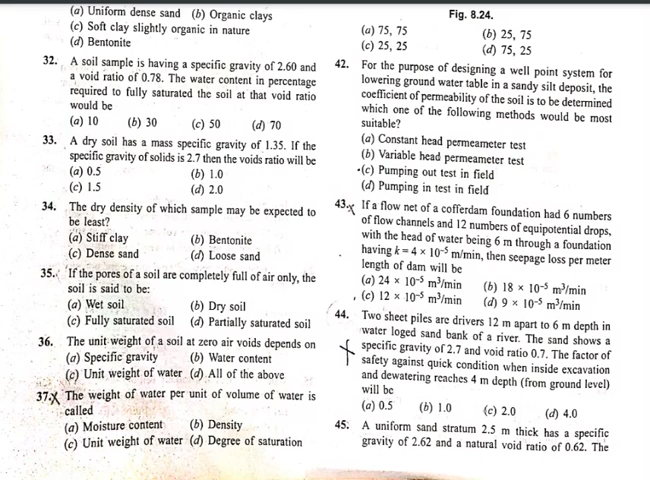 (a) Uniform dense sand (b) Organic clays
(c) Soft clay slightly organic in nature
(d) Bentonite
32. A soil sample is having a specific gravity of 2.60 and
a void ratio of 0.78. The water content in percentage
required to fully saturated the soil at that void ratio
would be
(a) 10 (b) 30 (c) 50 (d) 70
33. A dry soil has a mass specific gravity of 1.35. If the
specific gravity of solids is 2.7 then the voids ratio will be
(a) 0.5 (b) 1.0
(c) 1.5 (d) 2.0
34. The dry density of which sample may be expected to
be least?
(a) Stiff clay (b) Bentonite
(c) Dense sand (d) Loose sand
35. If the pores of a soil are completely full of air only, the
soil is said to be:
(a) Wet soil (b) Dry soil
(c) Fully saturated soil (d) Partially saturated soil
36. The unit weight of a soil at zero air voids depends on
(a) Specific gravity (b) Water content
(c) Unit weight of water (d) All of the above
37. The weight of water per unit of volume of water is
called
(a) Moisture content (b) Density
(c) Unit weight of water (d) Degree of saturation
Fig. 8.24.
(a) 75, 75 (b) 25, 75
(c) 25, 25 (d) 75, 25
42. For the purpose of designing a well point system for
lowering ground water table in a sandy silt deposit, the
coefficient of permeability of the soil is to be determined
which one of the following methods would be most
suitable?
(a) Constant head permeameter test
(b) Variable head permeameter test
(c) Pumping out test in field
(d) Pumping in test in field
43. If a flow net of a cofferdam foundation had 6 numbers
of flow channels and 12 numbers of equipotential drops,
with the head of water being 6 m through a foundation
having k = 4 × 10⁻⁵ m/min, then seepage loss per meter
length of dam will be
(a) 24 × 10⁻⁵ m³/min (b) 18 × 10⁻⁵ m³/min
(c) 12 × 10⁻⁵ m³/min (d) 9 × 10⁻⁵ m³/min
44. Two sheet piles are drivers 12 m apart to 6 m depth in
water loged sand bank of a river. The sand shows a
specific gravity of 2.7 and void ratio 0.7. The factor of
safety against quick condition when inside excavation
and dewatering reaches 4 m depth (from ground level)
will be
(a) 0.5 (b) 1.0 (c) 2.0 (d) 4.0
45. A uniform sand stratum 2.5 m thick has a specific
gravity of 2.62 and a natural void ratio of 0.62. The